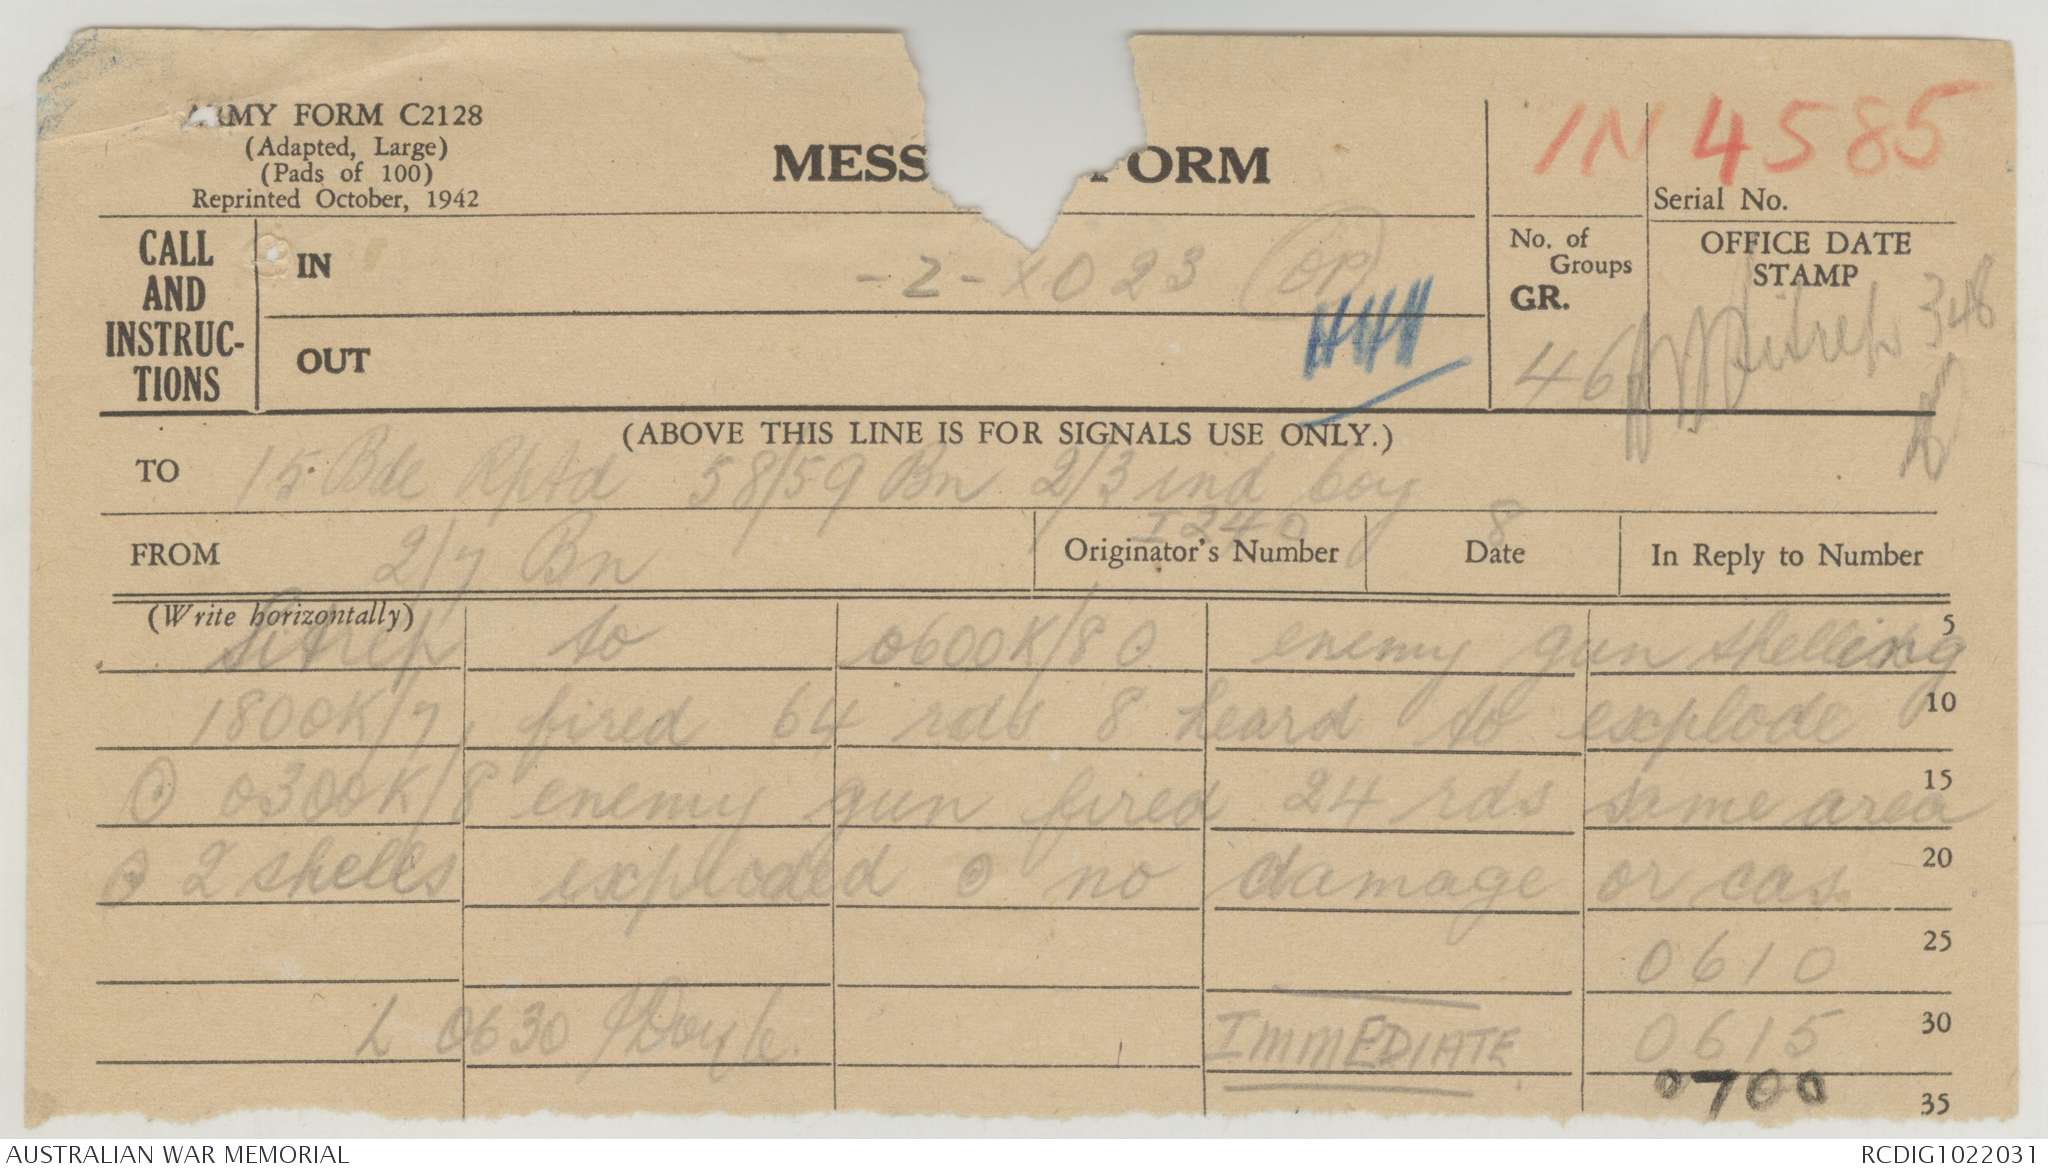 ARMY FORM C2128
(Adapted, Large)
(Pads of 100)
Reprinted October, 1942
MESS FORM
IN 4585
Serial No.
CALL AND INSTRUC- TIONS
IN
-Z- X023 OP
OUT
No. of Groups
GR.
46
OFFICE DATE STAMP
Sitrep 348
(ABOVE THIS LINE IS FOR SIGNALS USE ONLY.)
TO 15 Bde Rptd 58/59 Bn 2/3 ind coy
FROM 2/7 Bn
Originator's Number I240
Date 8
In Reply to Number
(Write horizontally)
Sitrep to 0600K/8 ⊙ enemy gun shelling 5
1800K/7, fired 64 rds 8 heard to explode 10
⊙ 0300K/8 enemy gun fired 24 rds same area 15
⊙ 2 shells exploded ⊙ no damage or cas. 20
0610 25
L 0630 Doyle. IMMEDIATE 0615 30
0700 35
AUSTRALIAN WAR MEMORIAL
RCDIG1022031